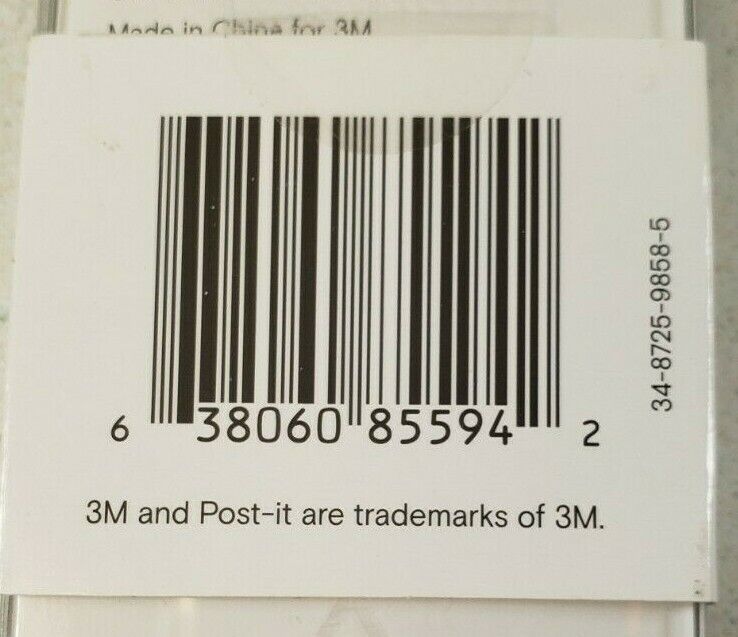 Made in China for 3M
6 38060 85594 2
34-8725-9858-5
3M and Post-it are trademarks of 3M.